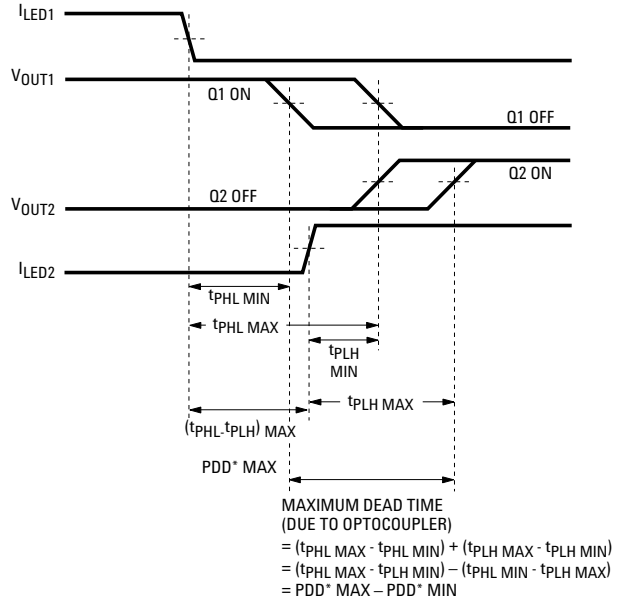 ILED1
VOUT1
Q1 ON
Q1 OFF
Q2 ON
Q2 OFF
VOUT2
ILED2
tPHL MIN
tPHL MAX
tPLH
MIN
tPLH MAX
(tPHL-tPLH) MAX
PDD* MAX
MAXIMUM DEAD TIME
(DUE TO OPTOCOUPLER)
= (tPHL MAX - tPHL MIN) + (tPLH MAX - tPLH MIN)
= (tPHL MAX - tPLH MIN) – (tPHL MIN - tPLH MAX)
= PDD* MAX – PDD* MIN